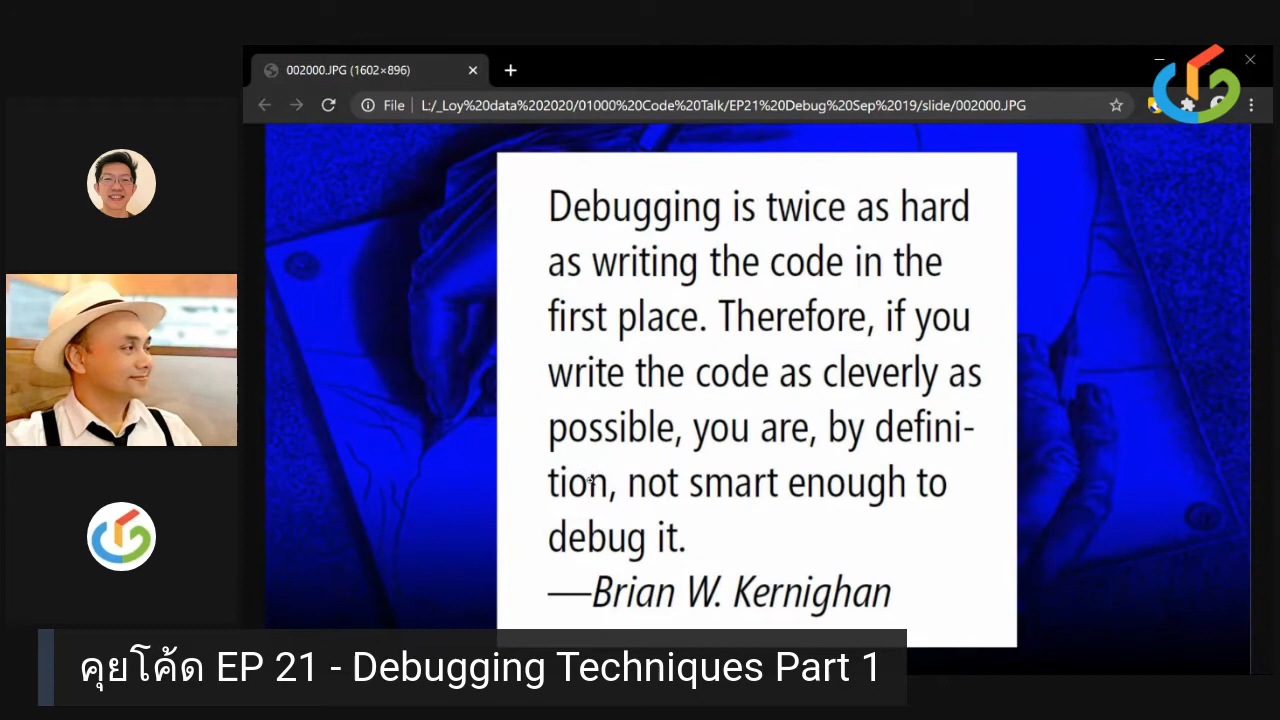 002000.JPG (1602×896)
File
L:/_Loy%20data%202020/01000%20Code%20Talk/EP21%20Debug%20Sep%2019/slide/002000.JPG
Debugging is twice as hard
as writing the code in the
first place. Therefore, if you
write the code as cleverly as
possible, you are, by defini-
tion, not smart enough to
debug it.
—Brian W. Kernighan
คุยโค้ด EP 21 - Debugging Techniques Part 1